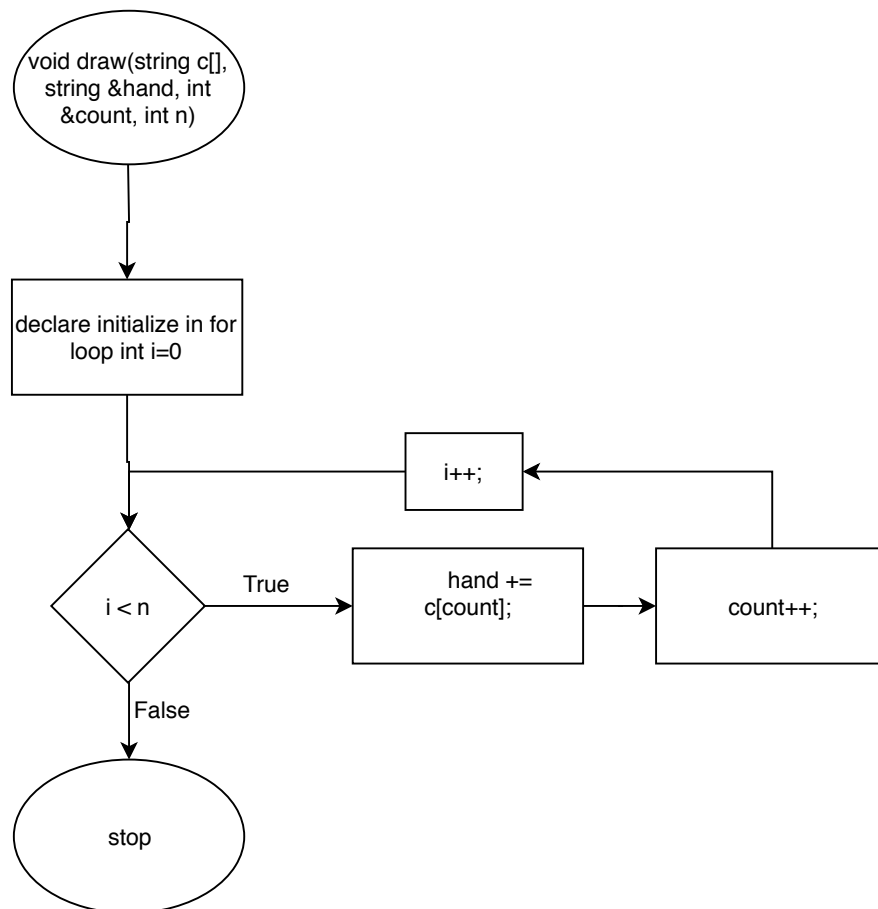 void draw(string c[],
string &hand, int
&count, int n)
declare initialize in for
loop int i=0
i++;
i < n
True
hand +=
c[count];
count++;
False
stop